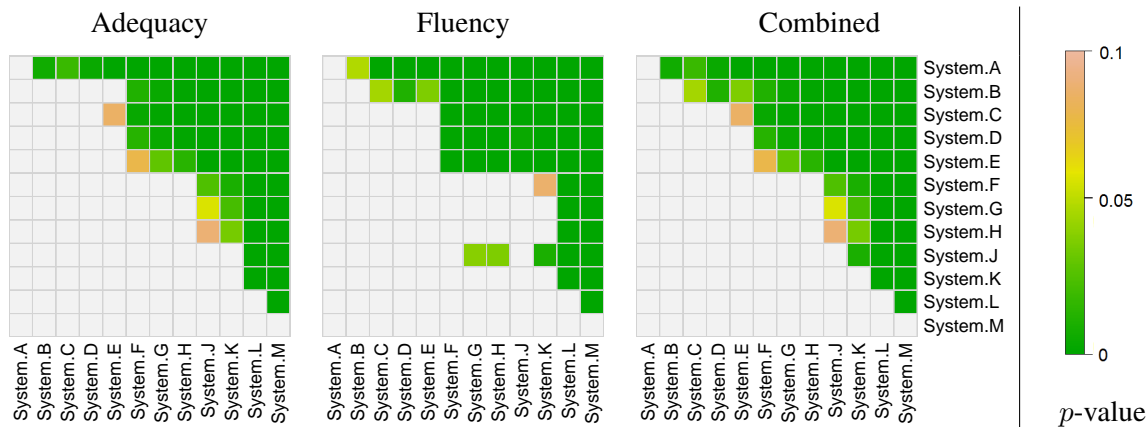 Adequacy
Fluency
Combined
System.A
System.B
System.C
System.D
System.E
System.F
System.G
System.H
System.J
System.K
System.L
System.M
System.A
System.B
System.C
System.D
System.E
System.F
System.G
System.H
System.J
System.K
System.L
System.M
System.A
System.B
System.C
System.D
System.E
System.F
System.G
System.H
System.J
System.K
System.L
System.M
System.A
System.B
System.C
System.D
System.E
System.F
System.G
System.H
System.J
System.K
System.L
System.M
0.1
0.05
0
p-value